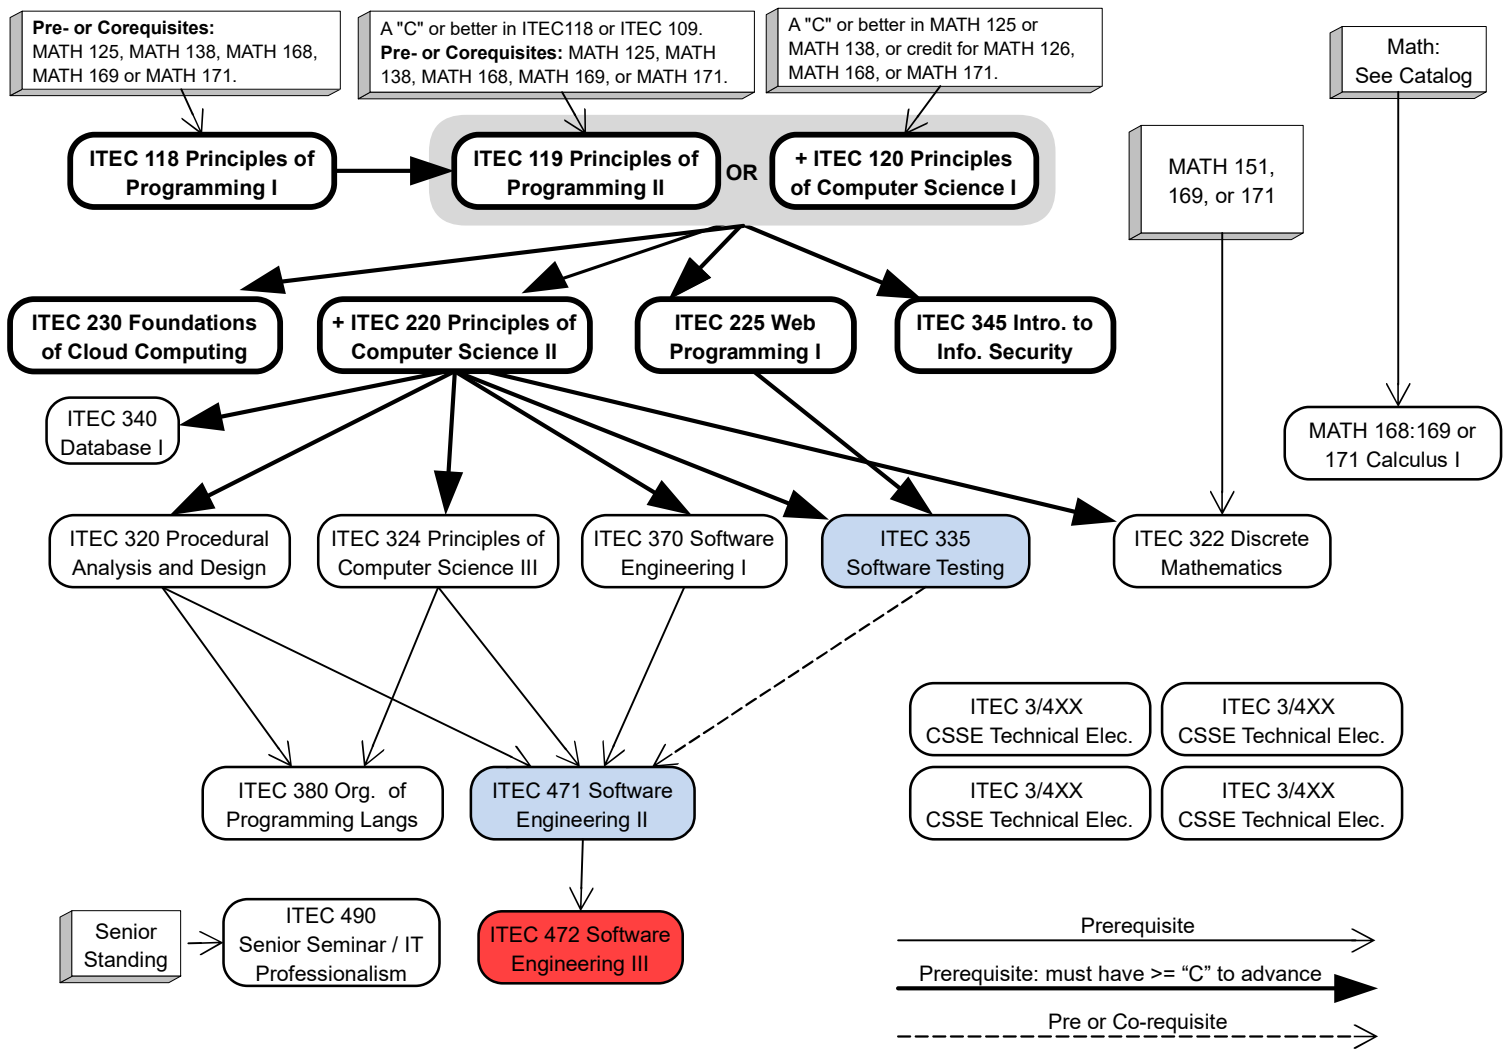 Pre- or Corequisites:
MATH 125, MATH 138, MATH 168,
MATH 169 or MATH 171.
A "C" or better in ITEC118 or ITEC 109.
Pre- or Corequisites: MATH 125, MATH
138, MATH 168, MATH 169, or MATH 171.
A "C" or better in MATH 125 or
MATH 138, or credit for MATH 126,
MATH 168, or MATH 171.
Math:
See Catalog
ITEC 118 Principles of
Programming I
ITEC 119 Principles of
Programming II
OR
+ ITEC 120 Principles
of Computer Science I
MATH 151,
169, or 171
ITEC 230 Foundations
of Cloud Computing
+ ITEC 220 Principles of
Computer Science II
ITEC 225 Web
Programming I
ITEC 345 Intro. to
Info. Security
ITEC 340
Database I
MATH 168:169 or
171 Calculus I
ITEC 320 Procedural
Analysis and Design
ITEC 324 Principles of
Computer Science III
ITEC 370 Software
Engineering I
ITEC 335
Software Testing
ITEC 322 Discrete
Mathematics
ITEC 3/4XX
CSSE Technical Elec.
ITEC 3/4XX
CSSE Technical Elec.
ITEC 380 Org. of
Programming Langs
ITEC 471 Software
Engineering II
ITEC 3/4XX
CSSE Technical Elec.
ITEC 3/4XX
CSSE Technical Elec.
Senior
Standing
ITEC 490
Senior Seminar / IT
Professionalism
ITEC 472 Software
Engineering III
Prerequisite
Prerequisite: must have >= “C” to advance
Pre or Co-requisite